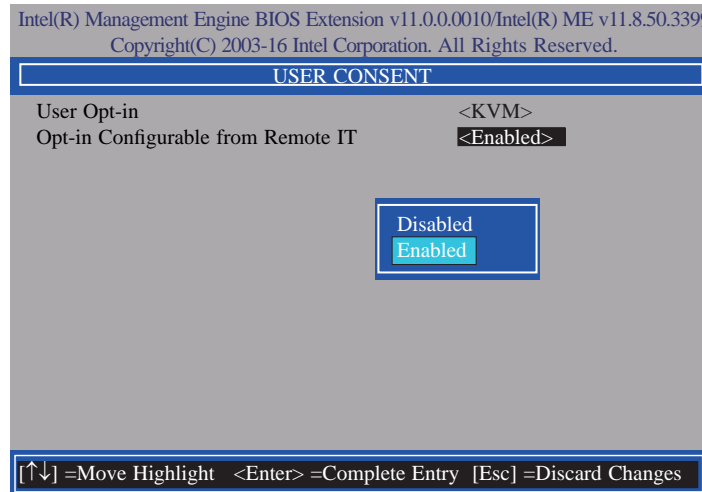 Intel(R) Management Engine BIOS Extension v11.0.0.0010/Intel(R) ME v11.8.50.3399
Copyright(C) 2003-16 Intel Corporation. All Rights Reserved.
USER CONSENT
User Opt-in <KVM>
Opt-in Configurable from Remote IT <Enabled>
Disabled
Enabled
[↑↓] =Move Highlight <Enter> =Complete Entry [Esc] =Discard Changes